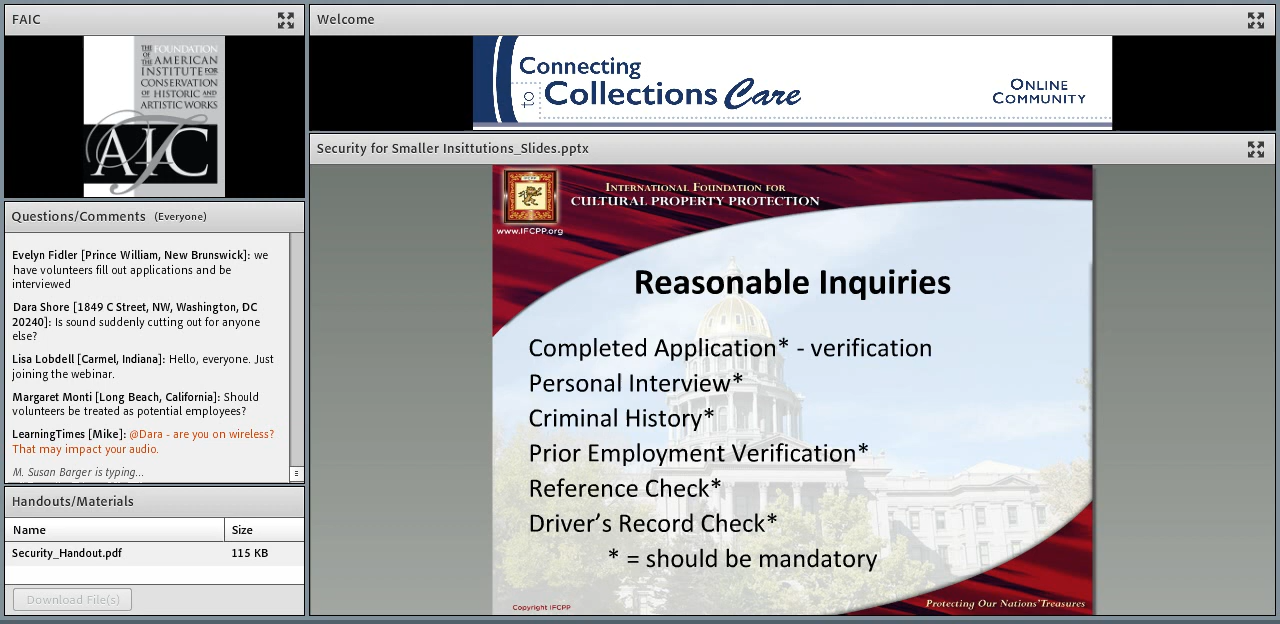 FAIC
THE FOUNDATION
OF THE AMERICAN
INSTITUTE FOR
CONSERVATION
OF HISTORIC AND
ARTISTIC WORKS
AIC
Questions/Comments (Everyone)
Evelyn Fidler [Prince William, New Brunswick]: we
have volunteers fill out applications and be
interviewed
Dara Shore [1849 C Street, NW, Washington, DC
20240]: Is sound suddenly cutting out for anyone
else?
Lisa Lobdell [Carmel, Indiana]: Hello, everyone. Just
joining the webinar.
Margaret Monti [Long Beach, California]: Should
volunteers be treated as potential employees?
LearningTimes [Mike]: @Dara - are you on wireless?
That may impact your audio.
M. Susan Barger is typing...
Handouts/Materials
Name Size
Security_Handout.pdf 115 KB
Download File(s)
Welcome
Connecting
to Collections Care
ONLINE
COMMUNITY
Security for Smaller Insittutions_Slides.pptx
IFCPP
INTERNATIONAL FOUNDATION FOR
CULTURAL PROPERTY PROTECTION
www.IFCPP.org
Reasonable Inquiries
Completed Application* - verification
Personal Interview*
Criminal History*
Prior Employment Verification*
Reference Check*
Driver’s Record Check*
* = should be mandatory
Copyright IFCPP
Protecting Our Nations'Treasures